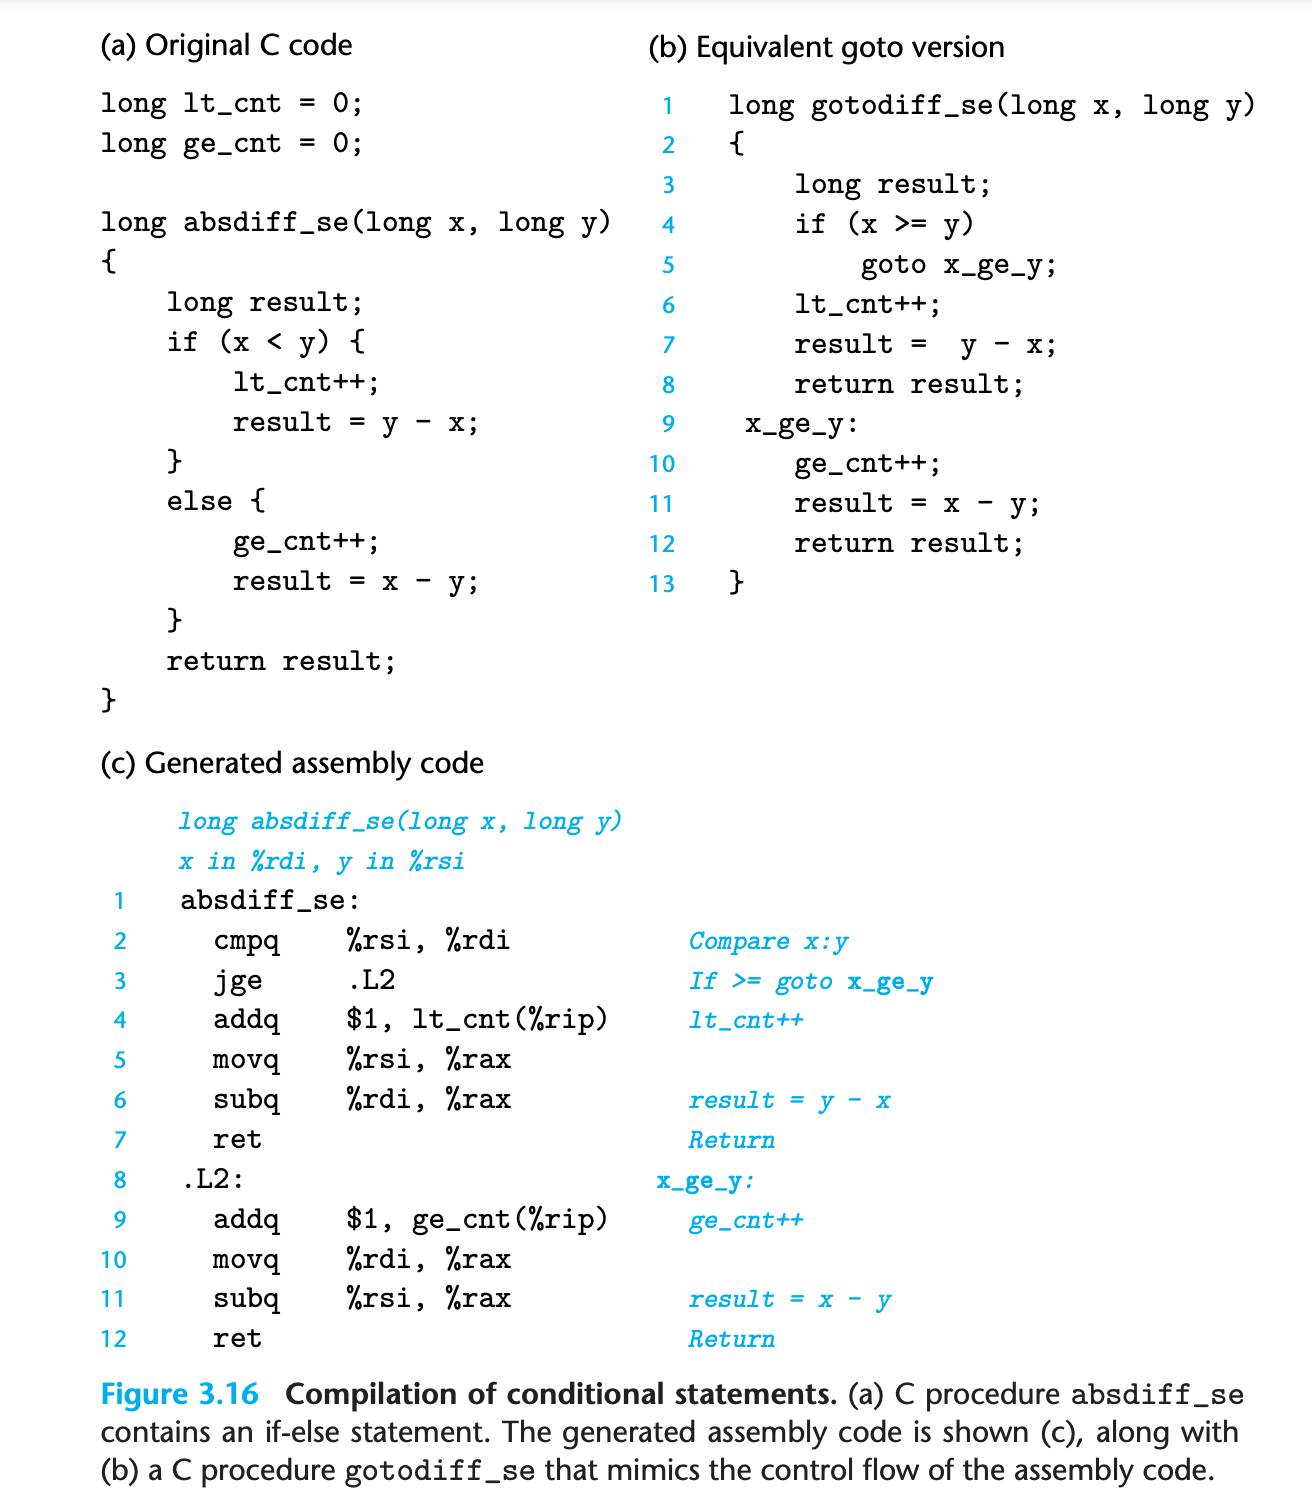 (a) Original C code
long lt_cnt = 0;
long ge_cnt = 0;
long absdiff_se(long x, long y)
{
    long result;
    if (x < y) {
        lt_cnt++;
        result = y - x;
    }
    else {
        ge_cnt++;
        result = x - y;
    }
    return result;
}
(b) Equivalent goto version
1 long gotodiff_se(long x, long y)
2 {
3     long result;
4     if (x >= y)
5         goto x_ge_y;
6     lt_cnt++;
7     result =  y - x;
8     return result;
9  x_ge_y:
10     ge_cnt++;
11     result = x - y;
12     return result;
13 }
(c) Generated assembly code
long absdiff_se(long x, long y)
x in %rdi, y in %rsi
1 absdiff_se:
2   cmpq    %rsi, %rdi    Compare x:y
3   jge     .L2    If >= goto x_ge_y
4   addq    $1, lt_cnt(%rip)    lt_cnt++
5   movq    %rsi, %rax
6   subq    %rdi, %rax    result = y - x
7   ret    Return
8 .L2:    x_ge_y:
9   addq    $1, ge_cnt(%rip)    ge_cnt++
10   movq    %rdi, %rax
11   subq    %rsi, %rax    result = x - y
12   ret    Return
Figure 3.16 Compilation of conditional statements. (a) C procedure absdiff_se
contains an if-else statement. The generated assembly code is shown (c), along with
(b) a C procedure gotodiff_se that mimics the control flow of the assembly code.